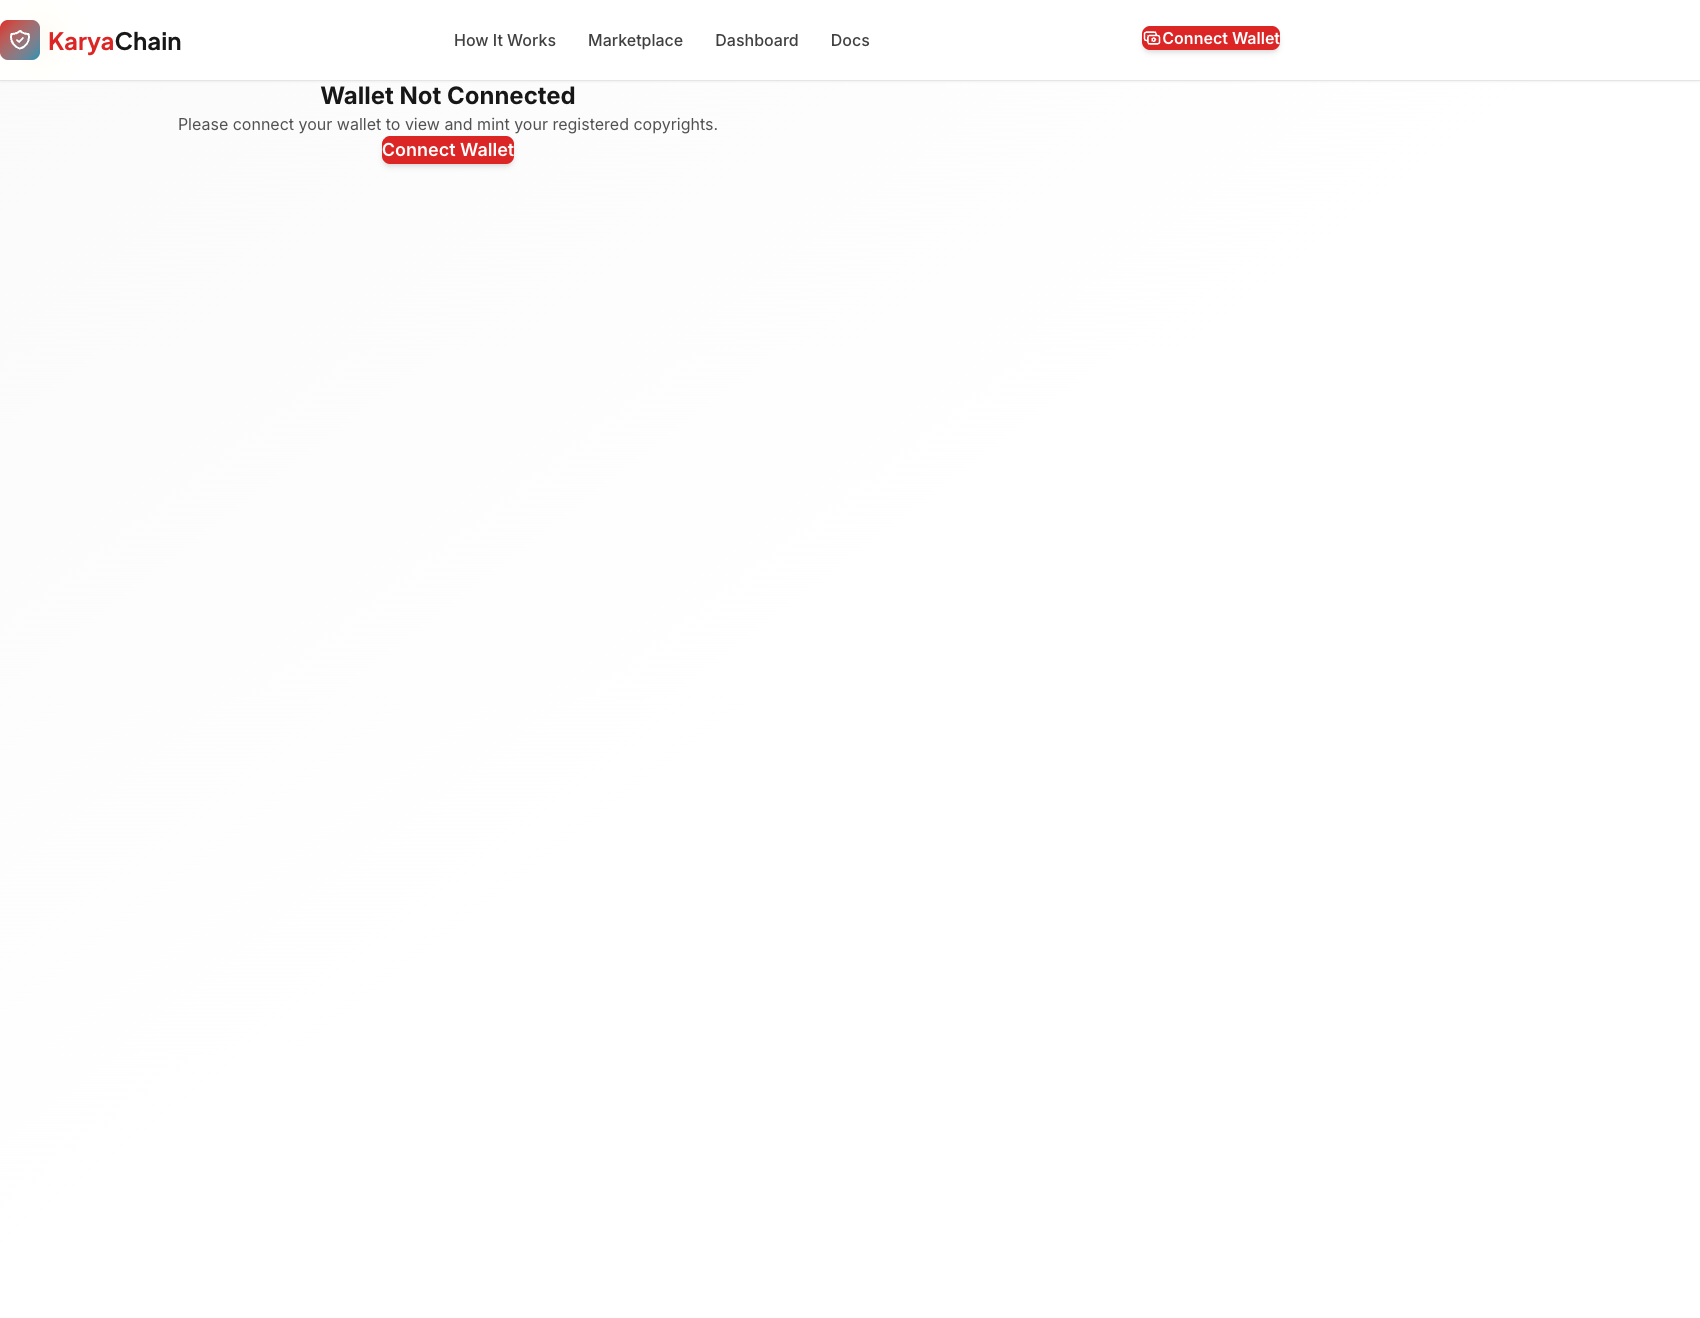 KaryaChain
How It Works
Marketplace
Dashboard
Docs
Connect Wallet
Wallet Not Connected
Please connect your wallet to view and mint your registered copyrights.
Connect Wallet